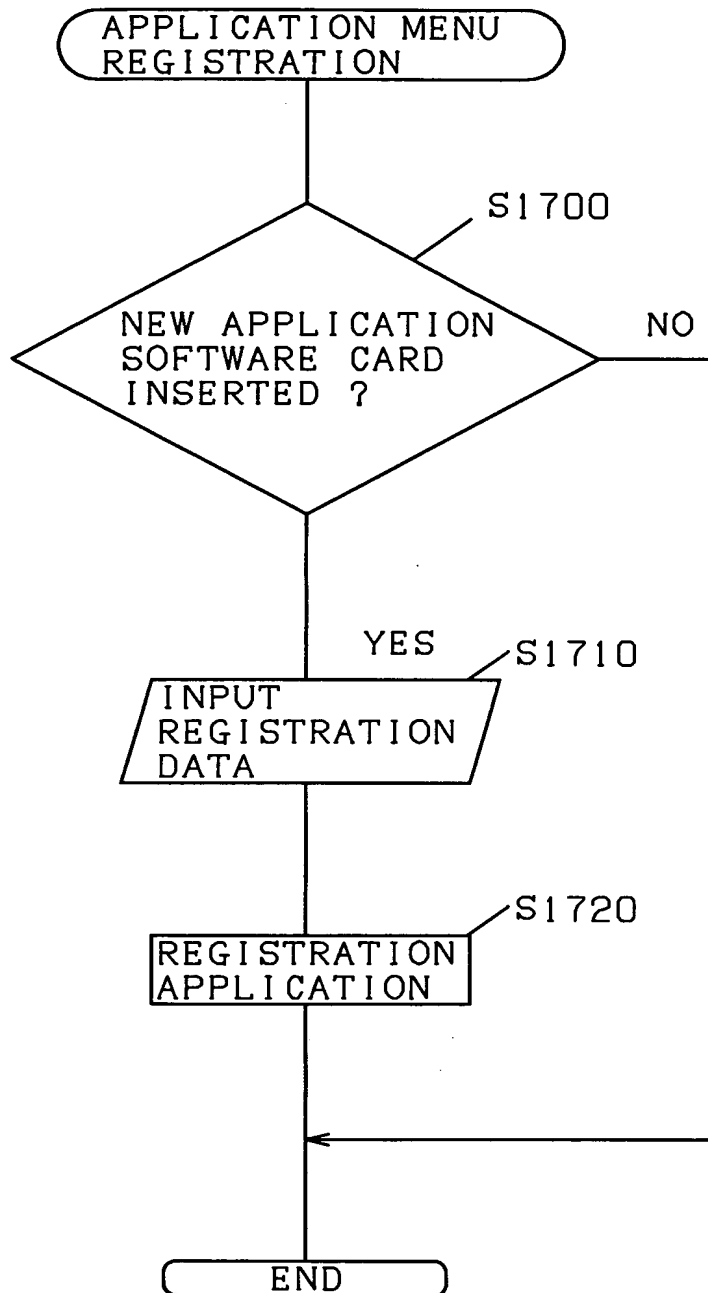 APPLICATION MENU
REGISTRATION
S1700
NEW APPLICATION
SOFTWARE CARD
INSERTED ?
NO
YES
S1710
INPUT
REGISTRATION
DATA
S1720
REGISTRATION
APPLICATION
END